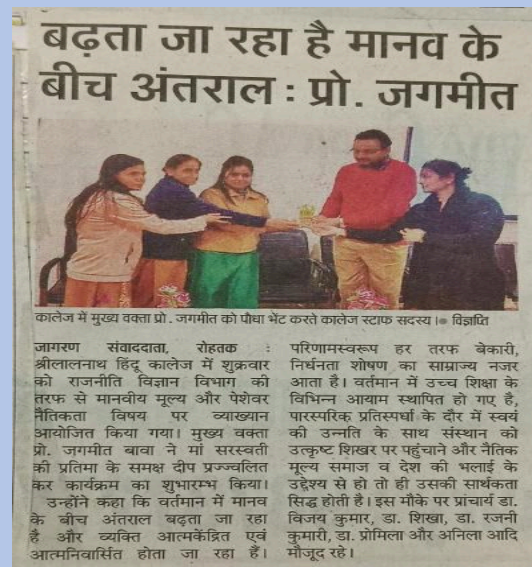 बढ़ता जा रहा है मानव के
बीच अंतराल : प्रो. जगमीत
कालेज में मुख्य वक्ता प्रो. जगमीत को पौधा भेंट करते कालेज स्टाफ सदस्य।● विज्ञप्ति
जागरण संवाददाता, रोहतक :
श्रीलालनाथ हिंदू कालेज में शुक्रवार
को राजनीति विज्ञान विभाग की
तरफ से मानवीय मूल्य और पेशेवर
नैतिकता विषय पर व्याख्यान
आयोजित किया गया। मुख्य वक्ता
प्रो. जगमीत बावा ने मां सरस्वती
की प्रतिमा के समक्ष दीप प्रज्ज्वलित
कर कार्यक्रम का शुभारम्भ किया।
उन्होंने कहा कि वर्तमान में मानव
के बीच अंतराल बढ़ता जा रहा
है और व्यक्ति आत्मकेंद्रित एवं
आत्मनिवार्सित होता जा रहा हैं।
परिणामस्वरूप हर तरफ बेकारी,
निर्धनता शोषण का साम्राज्य नजर
आता है। वर्तमान में उच्च शिक्षा के
विभिन्न आयाम स्थापित हो गए है,
पारस्परिक प्रतिस्पर्धा के दौर में स्वयं
की उन्नति के साथ संस्थान को
उत्कृष्ट शिखर पर पहुंचाने और नैतिक
मूल्य समाज व देश की भलाई के
उद्देश्य से हो तो ही उसकी सार्थकता
सिद्ध होती है। इस मौके पर प्रांचार्य डा.
विजय कुमार, डा. शिखा, डा. रजनी
कुमारी, डा. प्रोमिला और अनिला आदि
मौजूद रहे।